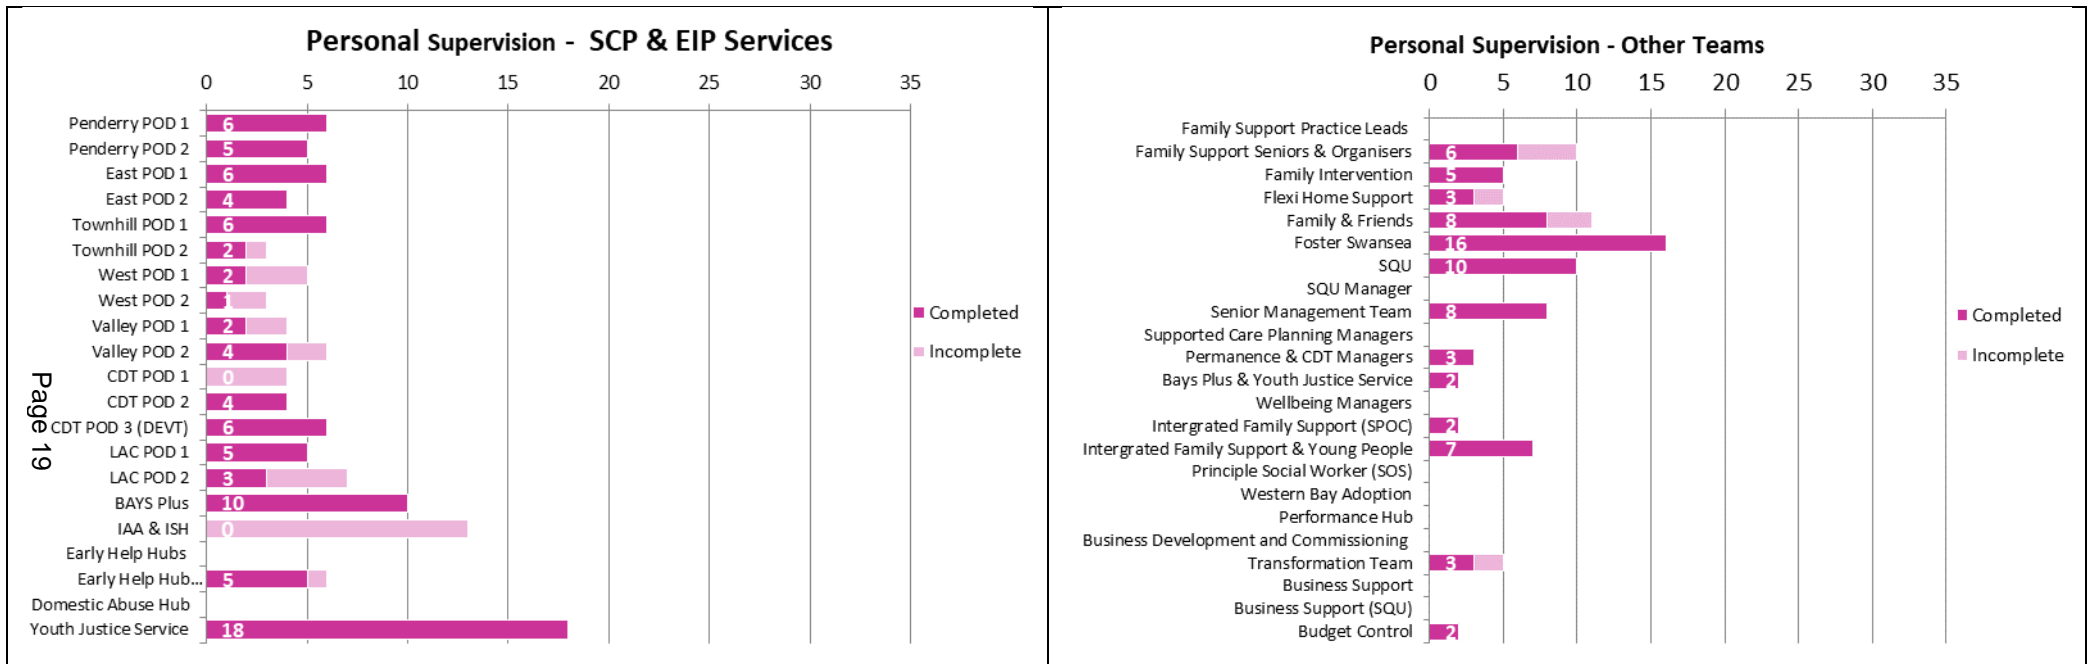 Personal Supervision - SCP & EIP Services
0 5 10 15 20 25 30 35
Penderry POD 1 6
Penderry POD 2 5
East POD 1 6
East POD 2 4
Townhill POD 1 6
Townhill POD 2 2
West POD 1 2
West POD 2 1
Valley POD 1 2
Valley POD 2 4
CDT POD 1 0
CDT POD 2 4
CDT POD 3 (DEVT) 6
LAC POD 1 5
LAC POD 2 3
BAYS Plus 10
IAA & ISH 0
Early Help Hubs
Early Help Hub... 5
Domestic Abuse Hub
Youth Justice Service 18
Completed
Incomplete
Page 19
Personal Supervision - Other Teams
0 5 10 15 20 25 30 35
Family Support Practice Leads
Family Support Seniors & Organisers 6
Family Intervention 5
Flexi Home Support 3
Family & Friends 8
Foster Swansea 16
SQU 10
SQU Manager
Senior Management Team 8
Supported Care Planning Managers
Permanence & CDT Managers 3
Bays Plus & Youth Justice Service 2
Wellbeing Managers
Intergrated Family Support (SPOC) 2
Intergrated Family Support & Young People 7
Principle Social Worker (SOS)
Western Bay Adoption
Performance Hub
Business Development and Commissioning
Transformation Team 3
Business Support
Business Support (SQU)
Budget Control 2
Completed
Incomplete